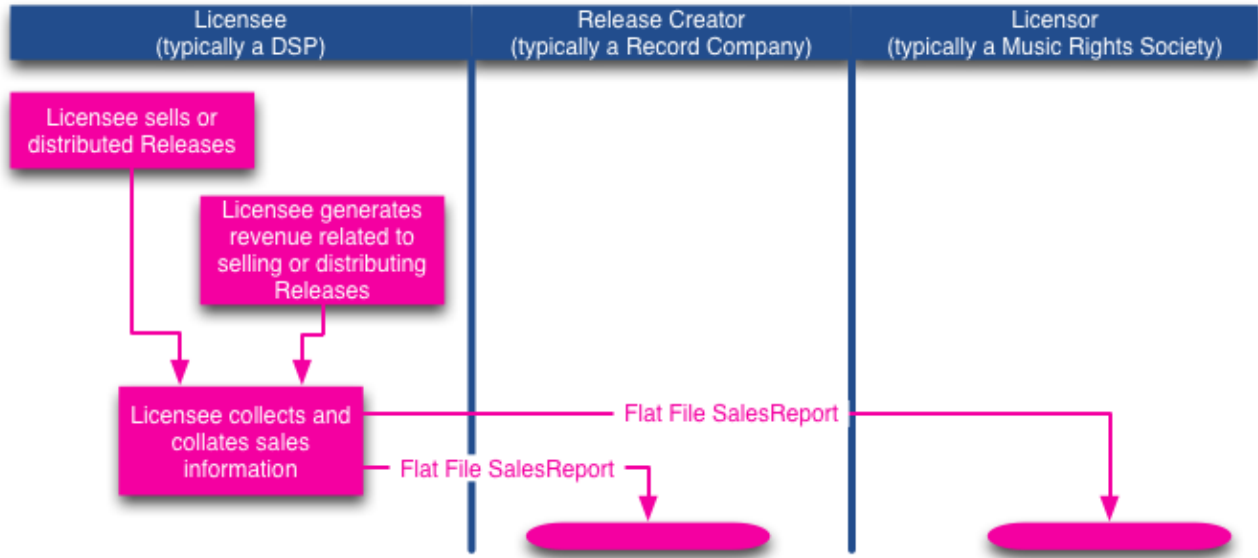 Licensee
(typically a DSP)
Release Creator
(typically a Record Company)
Licensor
(typically a Music Rights Society)
Licensee sells or
distributed Releases
Licensee generates
revenue related to
selling or distributing
Releases
Licensee collects and
collates sales
information
Flat File SalesReport
Flat File SalesReport